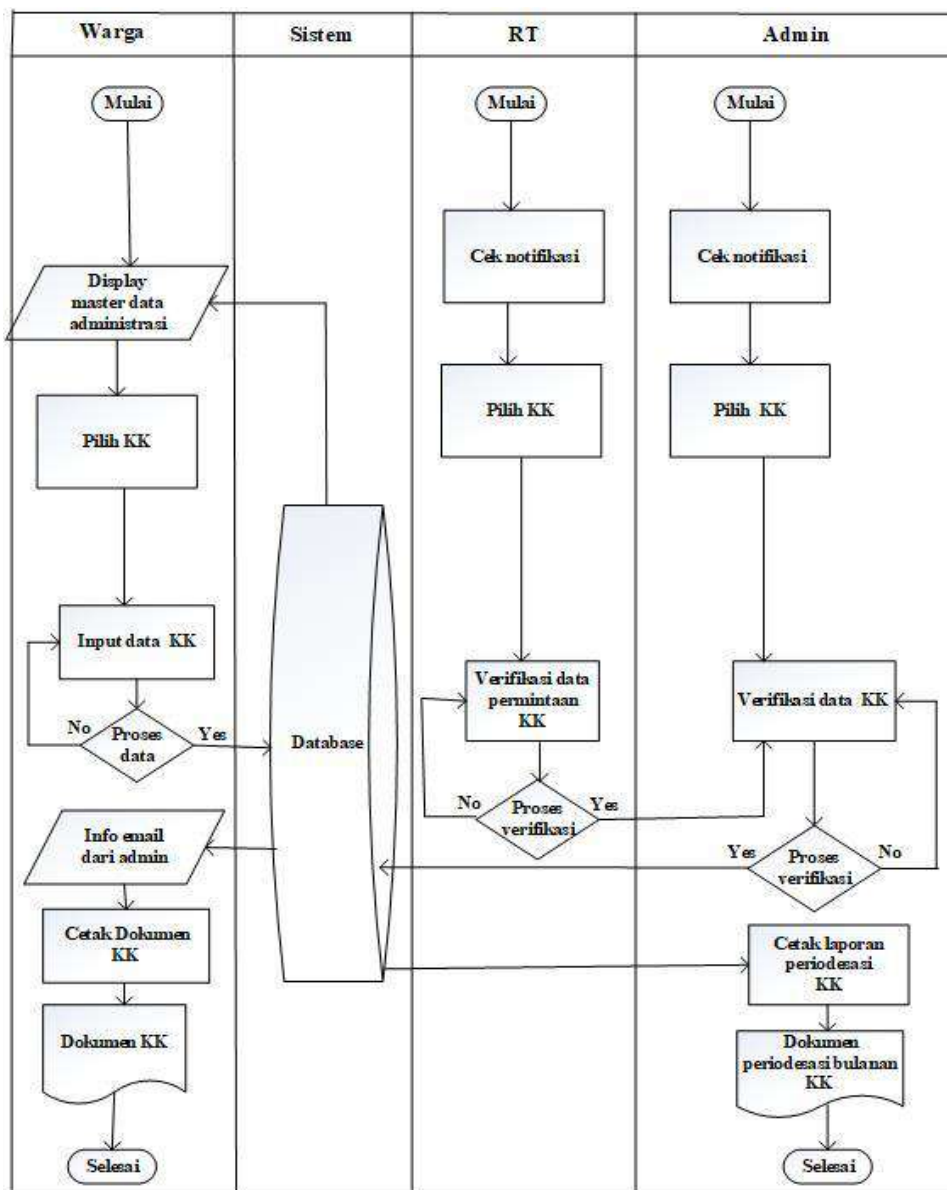 Warga
Sistem
RT
Admin
Mulai
Display
master data
administrasi
Pilih KK
Input data KK
No
Proses
data
Yes
Info email
dari admin
Cetak Dokumen
KK
Dokumen KK
Selesai
Database
Mulai
Cek notifikasi
Pilih KK
Verifikasi data
permintaan
KK
No
Proses
verifikasi
Yes
Mulai
Cek notifikasi
Pilih KK
Verifikasi data KK
Yes
Proses
verifikasi
No
Cetak laporan
periodesasi
KK
Dokumen
periodesasi bulanan
KK
Selesai